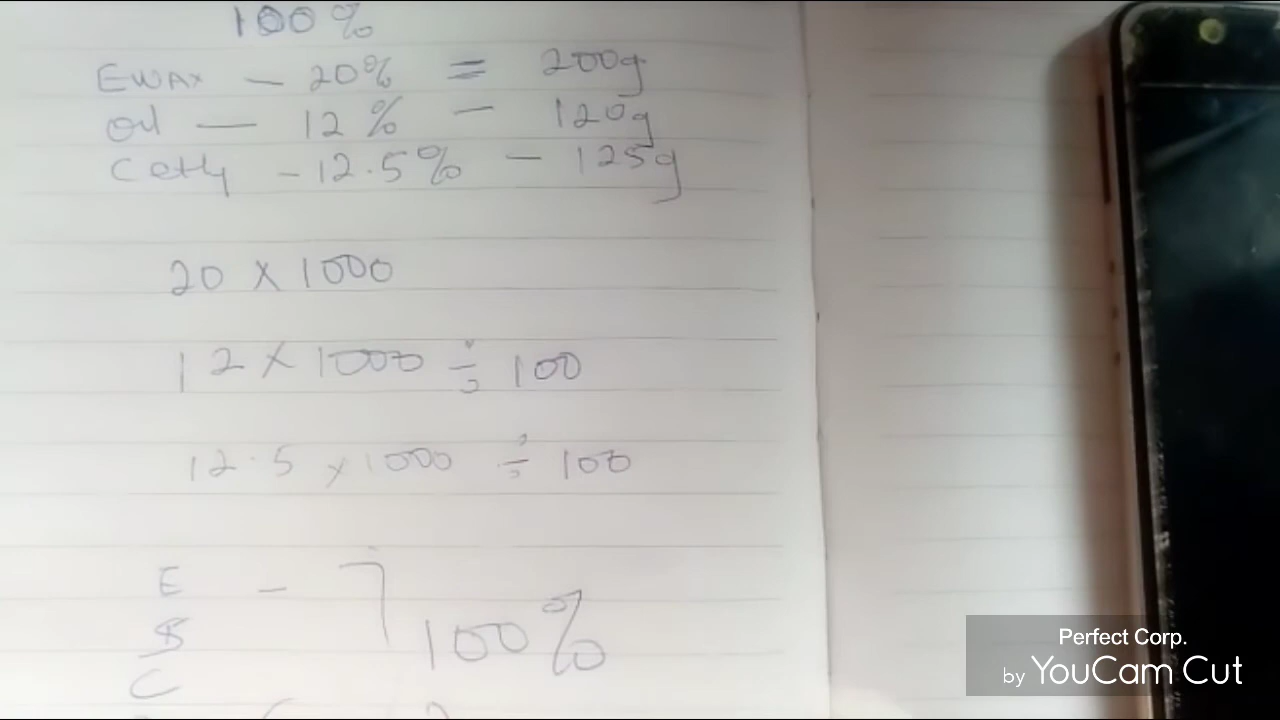 100%
EWAX — 20% = 200g
Oil — 12% — 120g
Cetyl - 12.5% — 125g
20 X 1000
12 X 1000 ÷ 100
12.5 x 1000 ÷ 100
E -
100%
C
Perfect Corp.
by YouCam Cut